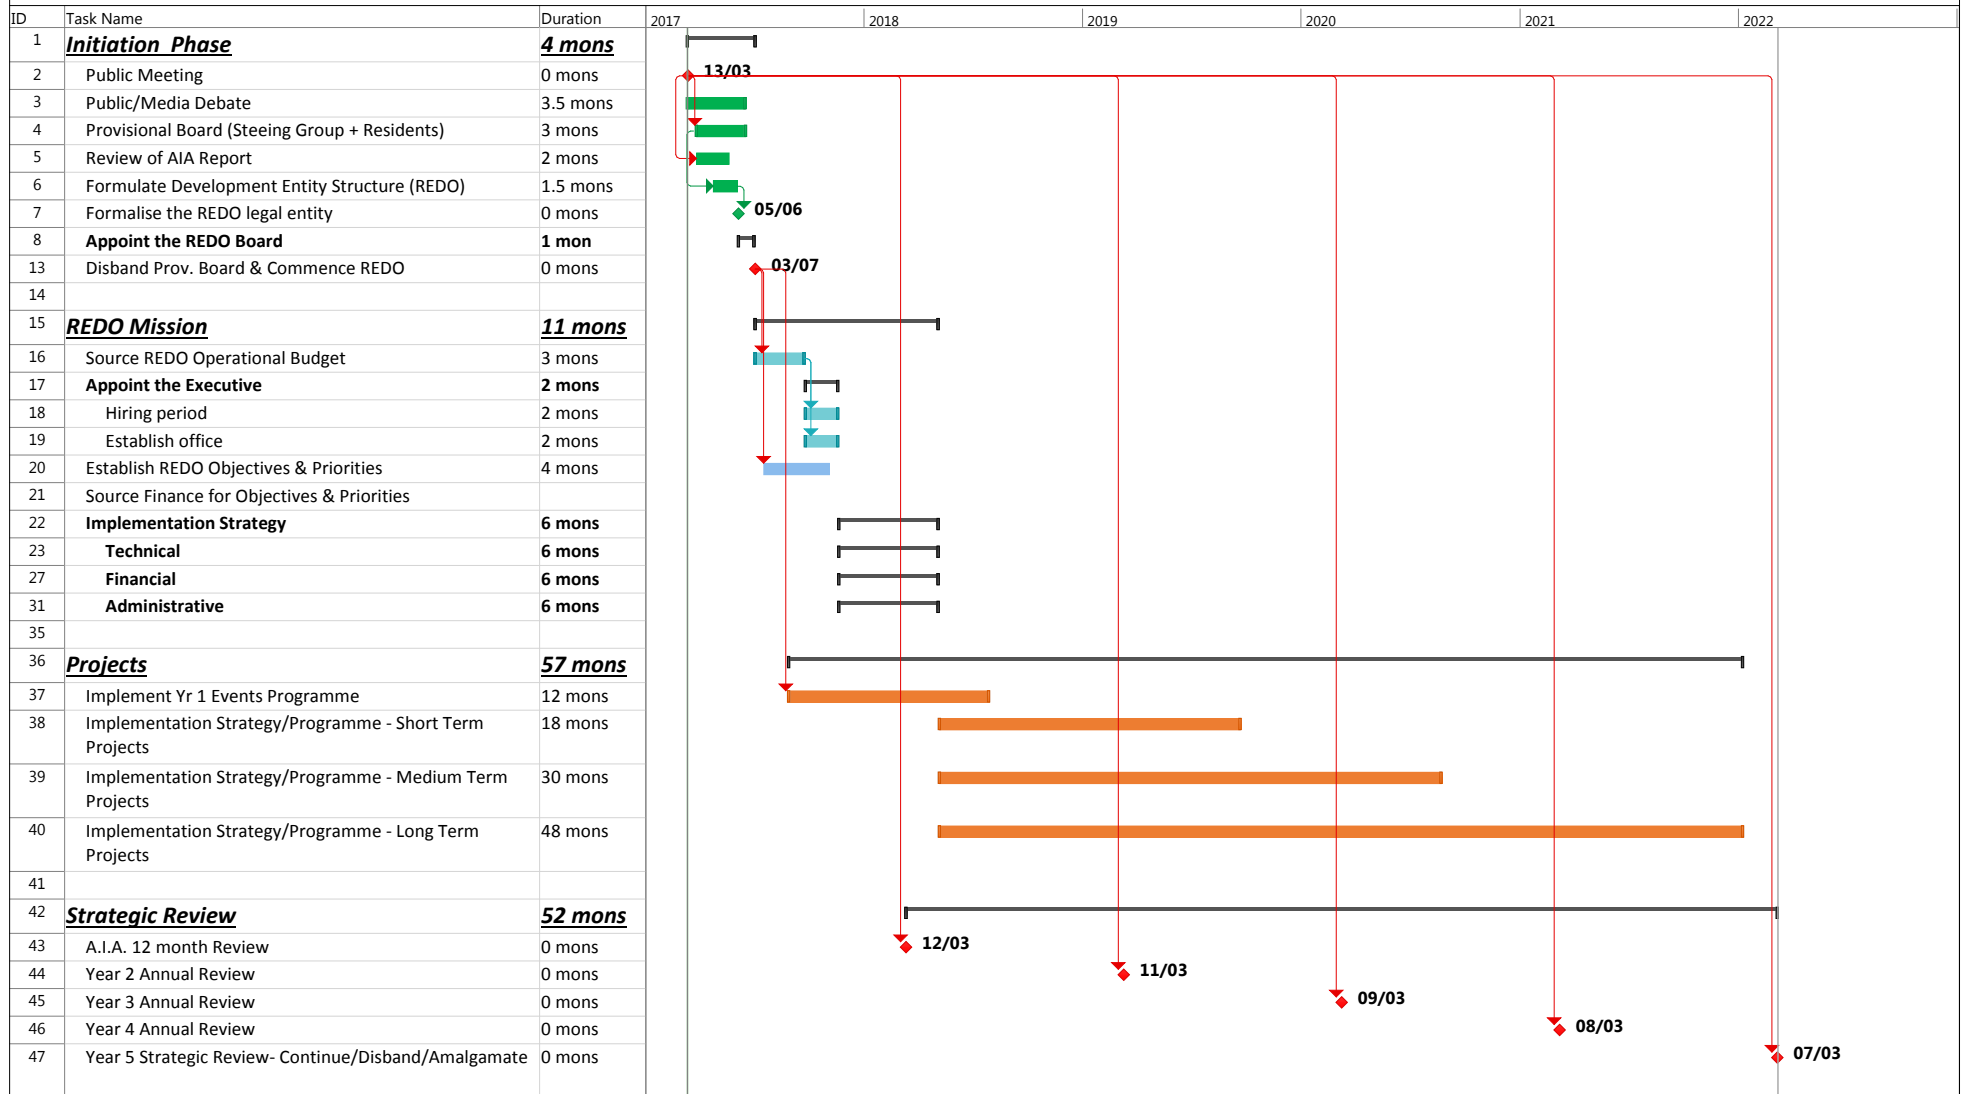 ID Task Name Duration 2017 2018 2019 2020 2021 2022
1 Initiation Phase 4 mons
2 Public Meeting 0 mons 13/03
3 Public/Media Debate 3.5 mons
4 Provisional Board (Steeing Group + Residents) 3 mons
5 Review of AIA Report 2 mons
6 Formulate Development Entity Structure (REDO) 1.5 mons
7 Formalise the REDO legal entity 0 mons 05/06
8 Appoint the REDO Board 1 mon
13 Disband Prov. Board & Commence REDO 0 mons 03/07
14
15 REDO Mission 11 mons
16 Source REDO Operational Budget 3 mons
17 Appoint the Executive 2 mons
18 Hiring period 2 mons
19 Establish office 2 mons
20 Establish REDO Objectives & Priorities 4 mons
21 Source Finance for Objectives & Priorities
22 Implementation Strategy 6 mons
23 Technical 6 mons
27 Financial 6 mons
31 Administrative 6 mons
35
36 Projects 57 mons
37 Implement Yr 1 Events Programme 12 mons
38 Implementation Strategy/Programme - Short Term 18 mons
Projects
39 Implementation Strategy/Programme - Medium Term 30 mons
Projects
40 Implementation Strategy/Programme - Long Term 48 mons
Projects
41
42 Strategic Review 52 mons
43 A.I.A. 12 month Review 0 mons 12/03
44 Year 2 Annual Review 0 mons 11/03
45 Year 3 Annual Review 0 mons 09/03
46 Year 4 Annual Review 0 mons 08/03
47 Year 5 Strategic Review- Continue/Disband/Amalgamate 0 mons 07/03